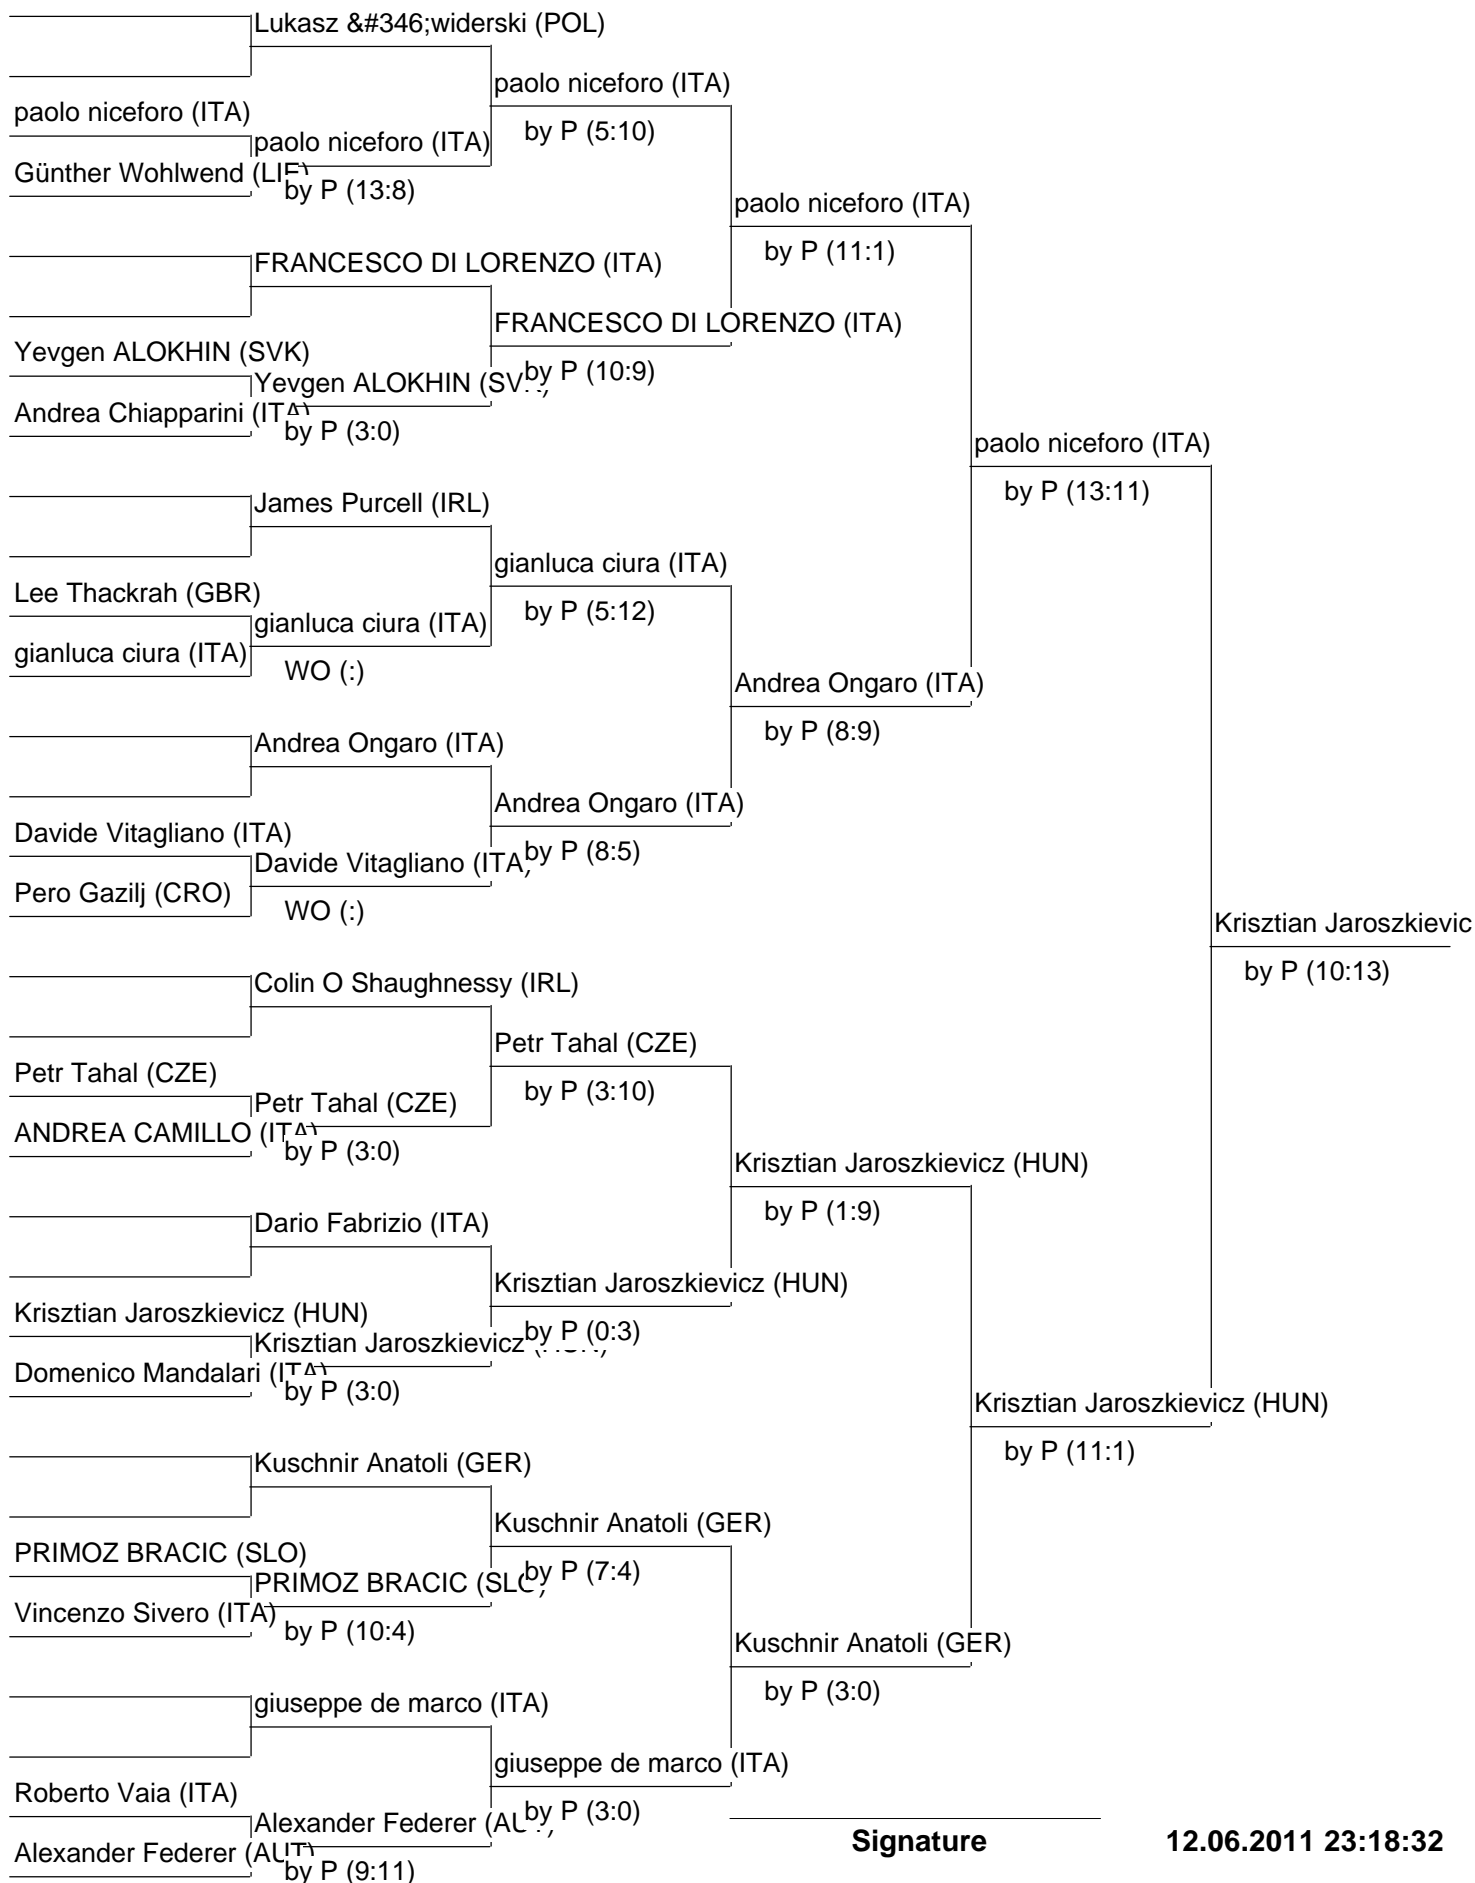 Lukasz &#346;widerski (POL)
paolo niceforo (ITA)
paolo niceforo (ITA)
by P (5:10)
paolo niceforo (ITA)
Günther Wohlwend (LIE)
by P (13:8)
paolo niceforo (ITA)
by P (11:1)
FRANCESCO DI LORENZO (ITA)
FRANCESCO DI LORENZO (ITA)
Yevgen ALOKHIN (SVK)
by P (10:9)
Yevgen ALOKHIN (SVK)
Andrea Chiapparini (ITA)
by P (3:0)
paolo niceforo (ITA)
by P (13:11)
James Purcell (IRL)
gianluca ciura (ITA)
Lee Thackrah (GBR)
by P (5:12)
gianluca ciura (ITA)
gianluca ciura (ITA)
WO (:)
Andrea Ongaro (ITA)
by P (8:9)
Andrea Ongaro (ITA)
Andrea Ongaro (ITA)
Davide Vitagliano (ITA)
by P (8:5)
Davide Vitagliano (ITA)
Pero Gazilj (CRO)
WO (:)
Krisztian Jaroszkievic
by P (10:13)
Colin O Shaughnessy (IRL)
Petr Tahal (CZE)
Petr Tahal (CZE)
by P (3:10)
Petr Tahal (CZE)
ANDREA CAMILLO (ITA)
by P (3:0)
Krisztian Jaroszkievicz (HUN)
by P (1:9)
Dario Fabrizio (ITA)
Krisztian Jaroszkievicz (HUN)
Krisztian Jaroszkievicz (HUN)
by P (0:3)
Krisztian Jaroszkievicz (HUN)
Domenico Mandalari (ITA)
by P (3:0)
Krisztian Jaroszkievicz (HUN)
by P (11:1)
Kuschnir Anatoli (GER)
Kuschnir Anatoli (GER)
PRIMOZ BRACIC (SLO)
by P (7:4)
PRIMOZ BRACIC (SLO)
Vincenzo Sivero (ITA)
by P (10:4)
Kuschnir Anatoli (GER)
by P (3:0)
giuseppe de marco (ITA)
giuseppe de marco (ITA)
Roberto Vaia (ITA)
by P (3:0)
Alexander Federer (AUT)
Alexander Federer (AUT)
by P (9:11)
Signature
12.06.2011 23:18:32